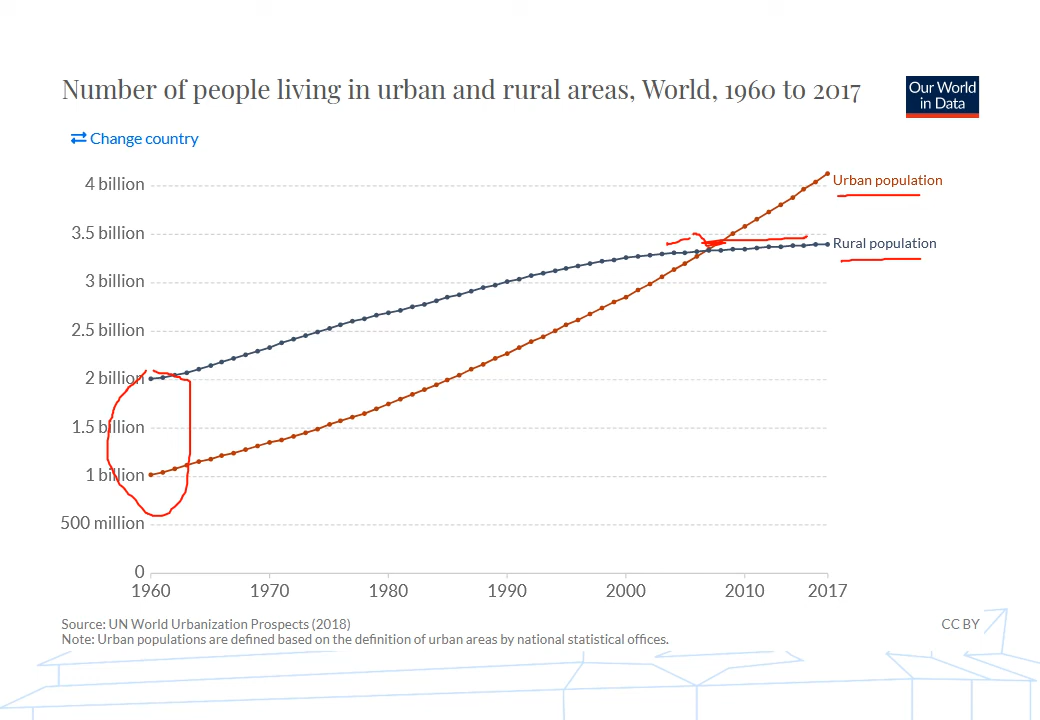 Number of people living in urban and rural areas, World, 1960 to 2017
Our World
in Data
Change country
4 billion
3.5 billion
3 billion
2.5 billion
2 billion
1.5 billion
1 billion
500 million
0
Urban population
Rural population
1960
1970
1980
1990
2000
2010
2017
Source: UN World Urbanization Prospects (2018)
CC BY
Note: Urban populations are defined based on the definition of urban areas by national statistical offices.